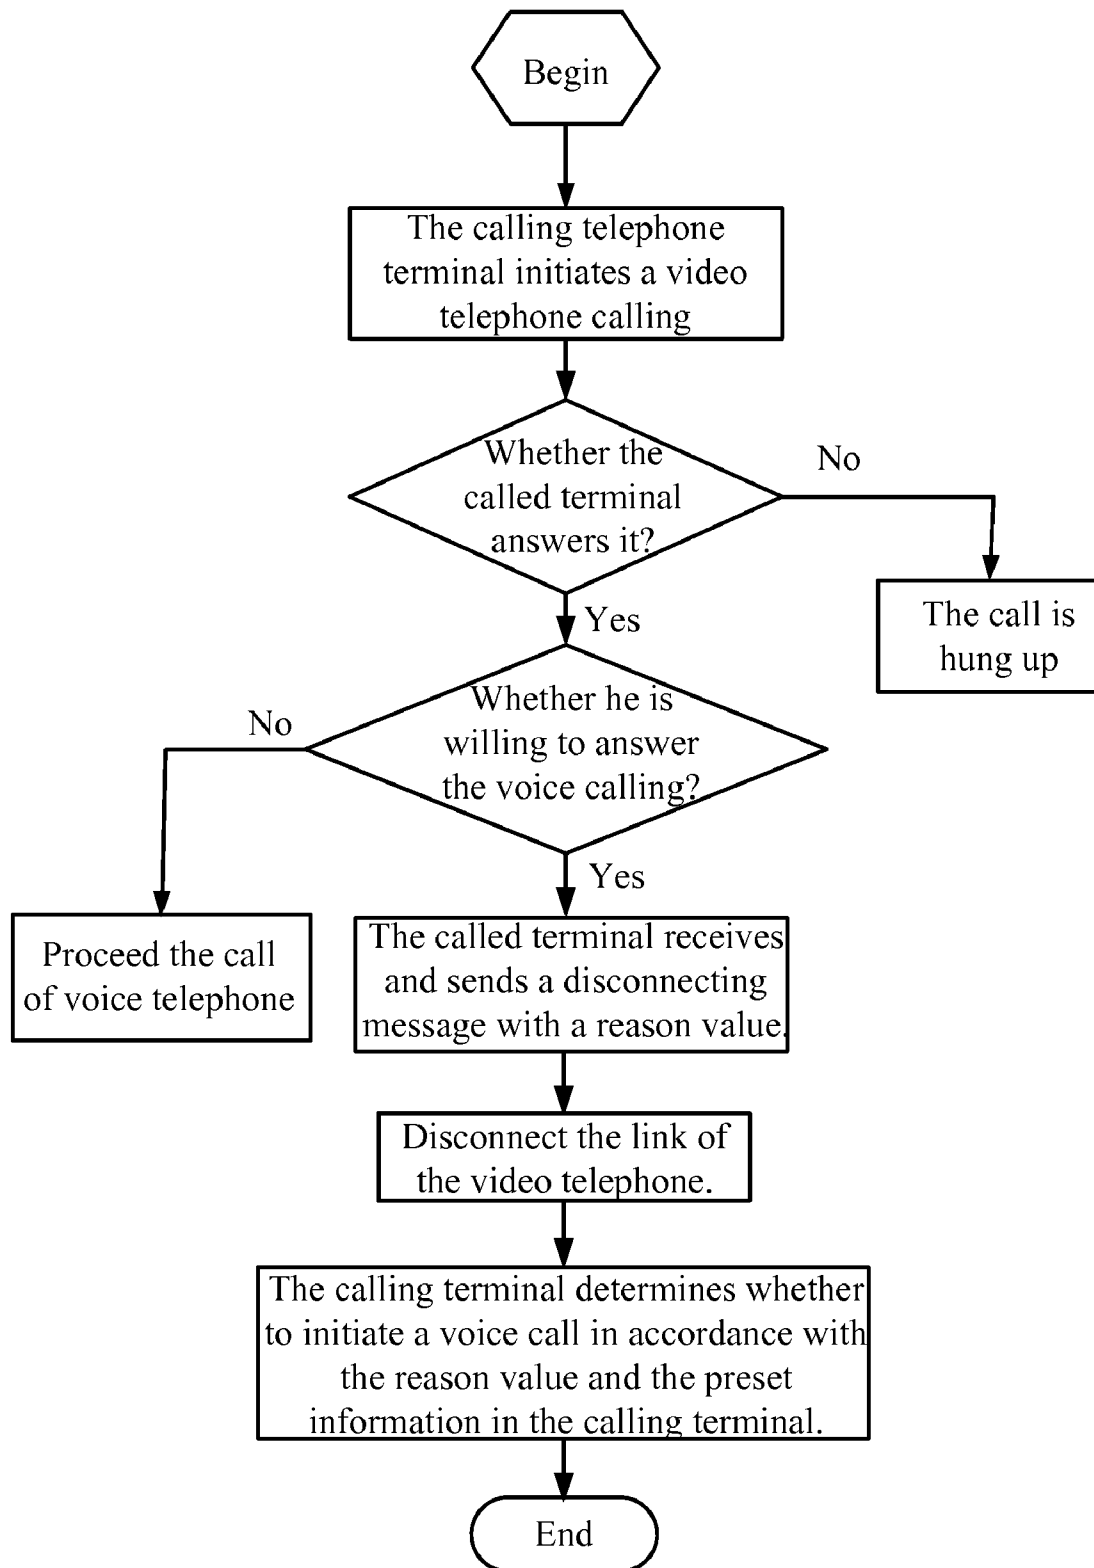 Begin
The calling telephone
terminal initiates a video
telephone calling
Whether the
called terminal
answers it?
No
The call is
hung up
Yes
Whether he is
willing to answer
the voice calling?
No
Yes
Proceed the call
of voice telephone
The called terminal receives
and sends a disconnecting
message with a reason value.
Disconnect the link of
the video telephone.
The calling terminal determines whether
to initiate a voice call in accordance with
the reason value and the preset
information in the calling terminal.
End